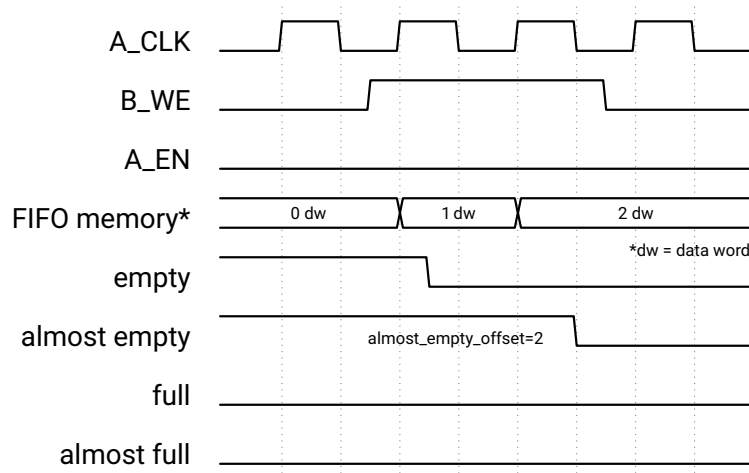 A_CLK
B_WE
A_EN
FIFO memory*
0 dw
1 dw
2 dw
*dw = data word
empty
almost empty
almost_empty_offset=2
full
almost full